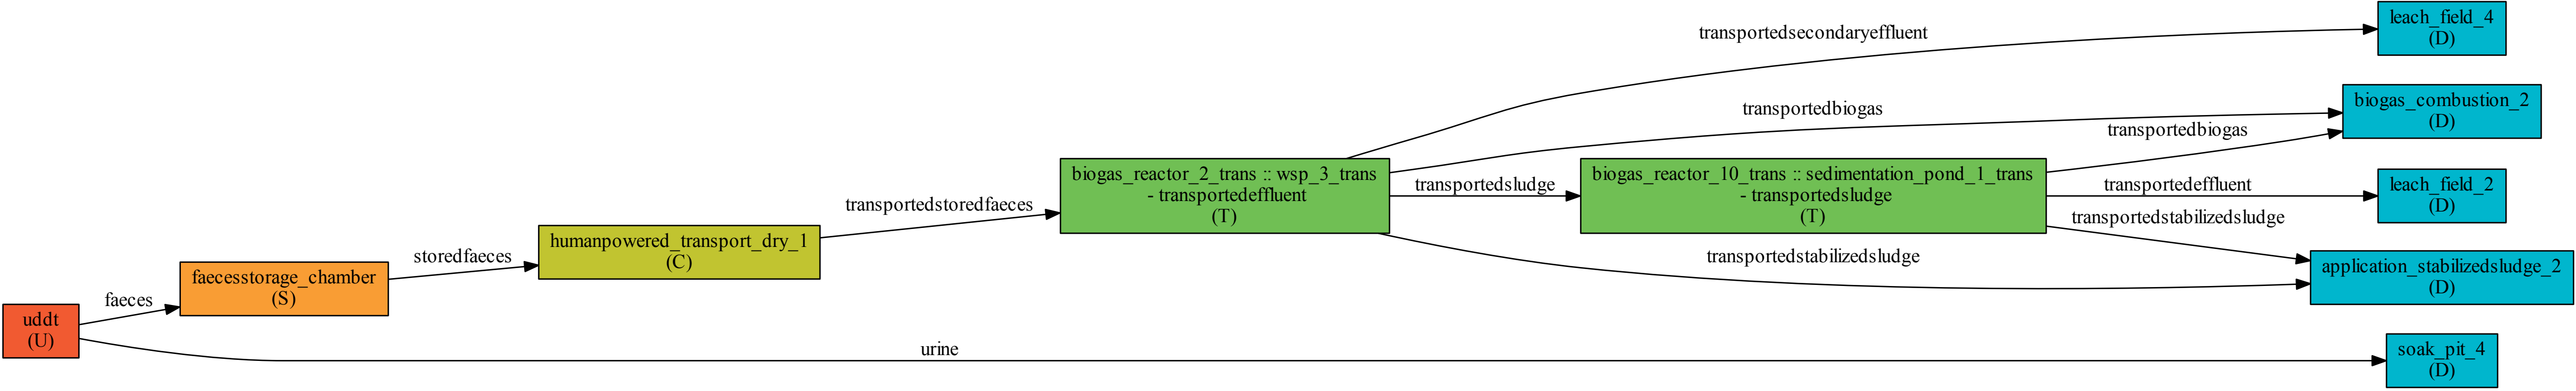 uddt
(U)
faeces
urine
faecesstorage_chamber
(S)
storedfaeces
humanpowered_transport_dry_1
(C)
transportedstoredfaeces
biogas_reactor_2_trans :: wsp_3_trans
- transportedeffluent
(T)
transportedsecondaryeffluent
transportedbiogas
transportedsludge
transportedstabilizedsludge
biogas_reactor_10_trans :: sedimentation_pond_1_trans
- transportedsludge
(T)
transportedbiogas
transportedeffluent
transportedstabilizedsludge
leach_field_4
(D)
biogas_combustion_2
(D)
leach_field_2
(D)
application_stabilizedsludge_2
(D)
soak_pit_4
(D)